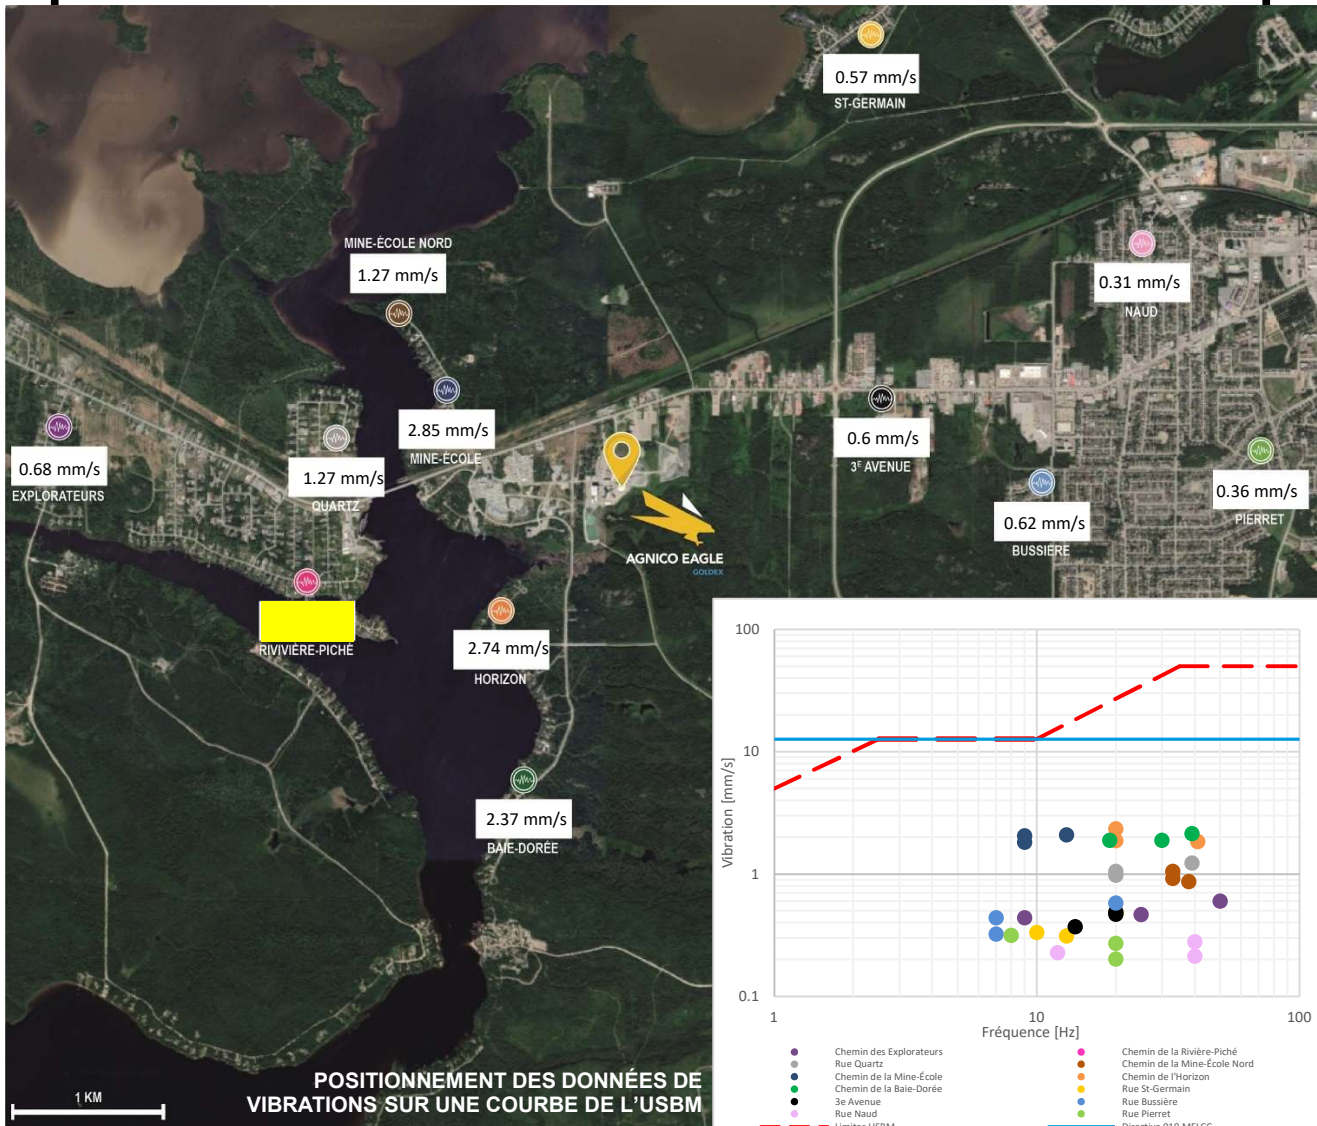 0.57 mm/s
ST-GERMAIN
MINE-ÉCOLE NORD
1.27 mm/s
0.31 mm/s
NAUD
2.85 mm/s
MINE-ÉCOLE
0.68 mm/s
EXPLORATEURS
1.27 mm/s
QUARTZ
0.6 mm/s
3E AVENUE
0.36 mm/s
PIERRET
0.62 mm/s
BUSSIÈRE
AGNICO EAGLE
GOLDEX
RIVIVIÈRE-PICHÉ
2.74 mm/s
HORIZON
2.37 mm/s
BAIE-DORÉE
POSITIONNEMENT DES DONNÉES DE
VIBRATIONS SUR UNE COURBE DE L'USBM
1 KM
100
10
1
0.1
Vibration [mm/s]
1
10
100
Fréquence [Hz]
Chemin des Explorateurs
Chemin de la Rivière-Piché
Rue Quartz
Chemin de la Mine-École Nord
Chemin de la Mine-École
Chemin de l'Horizon
Chemin de la Baie-Dorée
Rue St-Germain
3e Avenue
Rue Bussière
Rue Naud
Rue Pierret
Limites USBM
Directive 019 MELCC